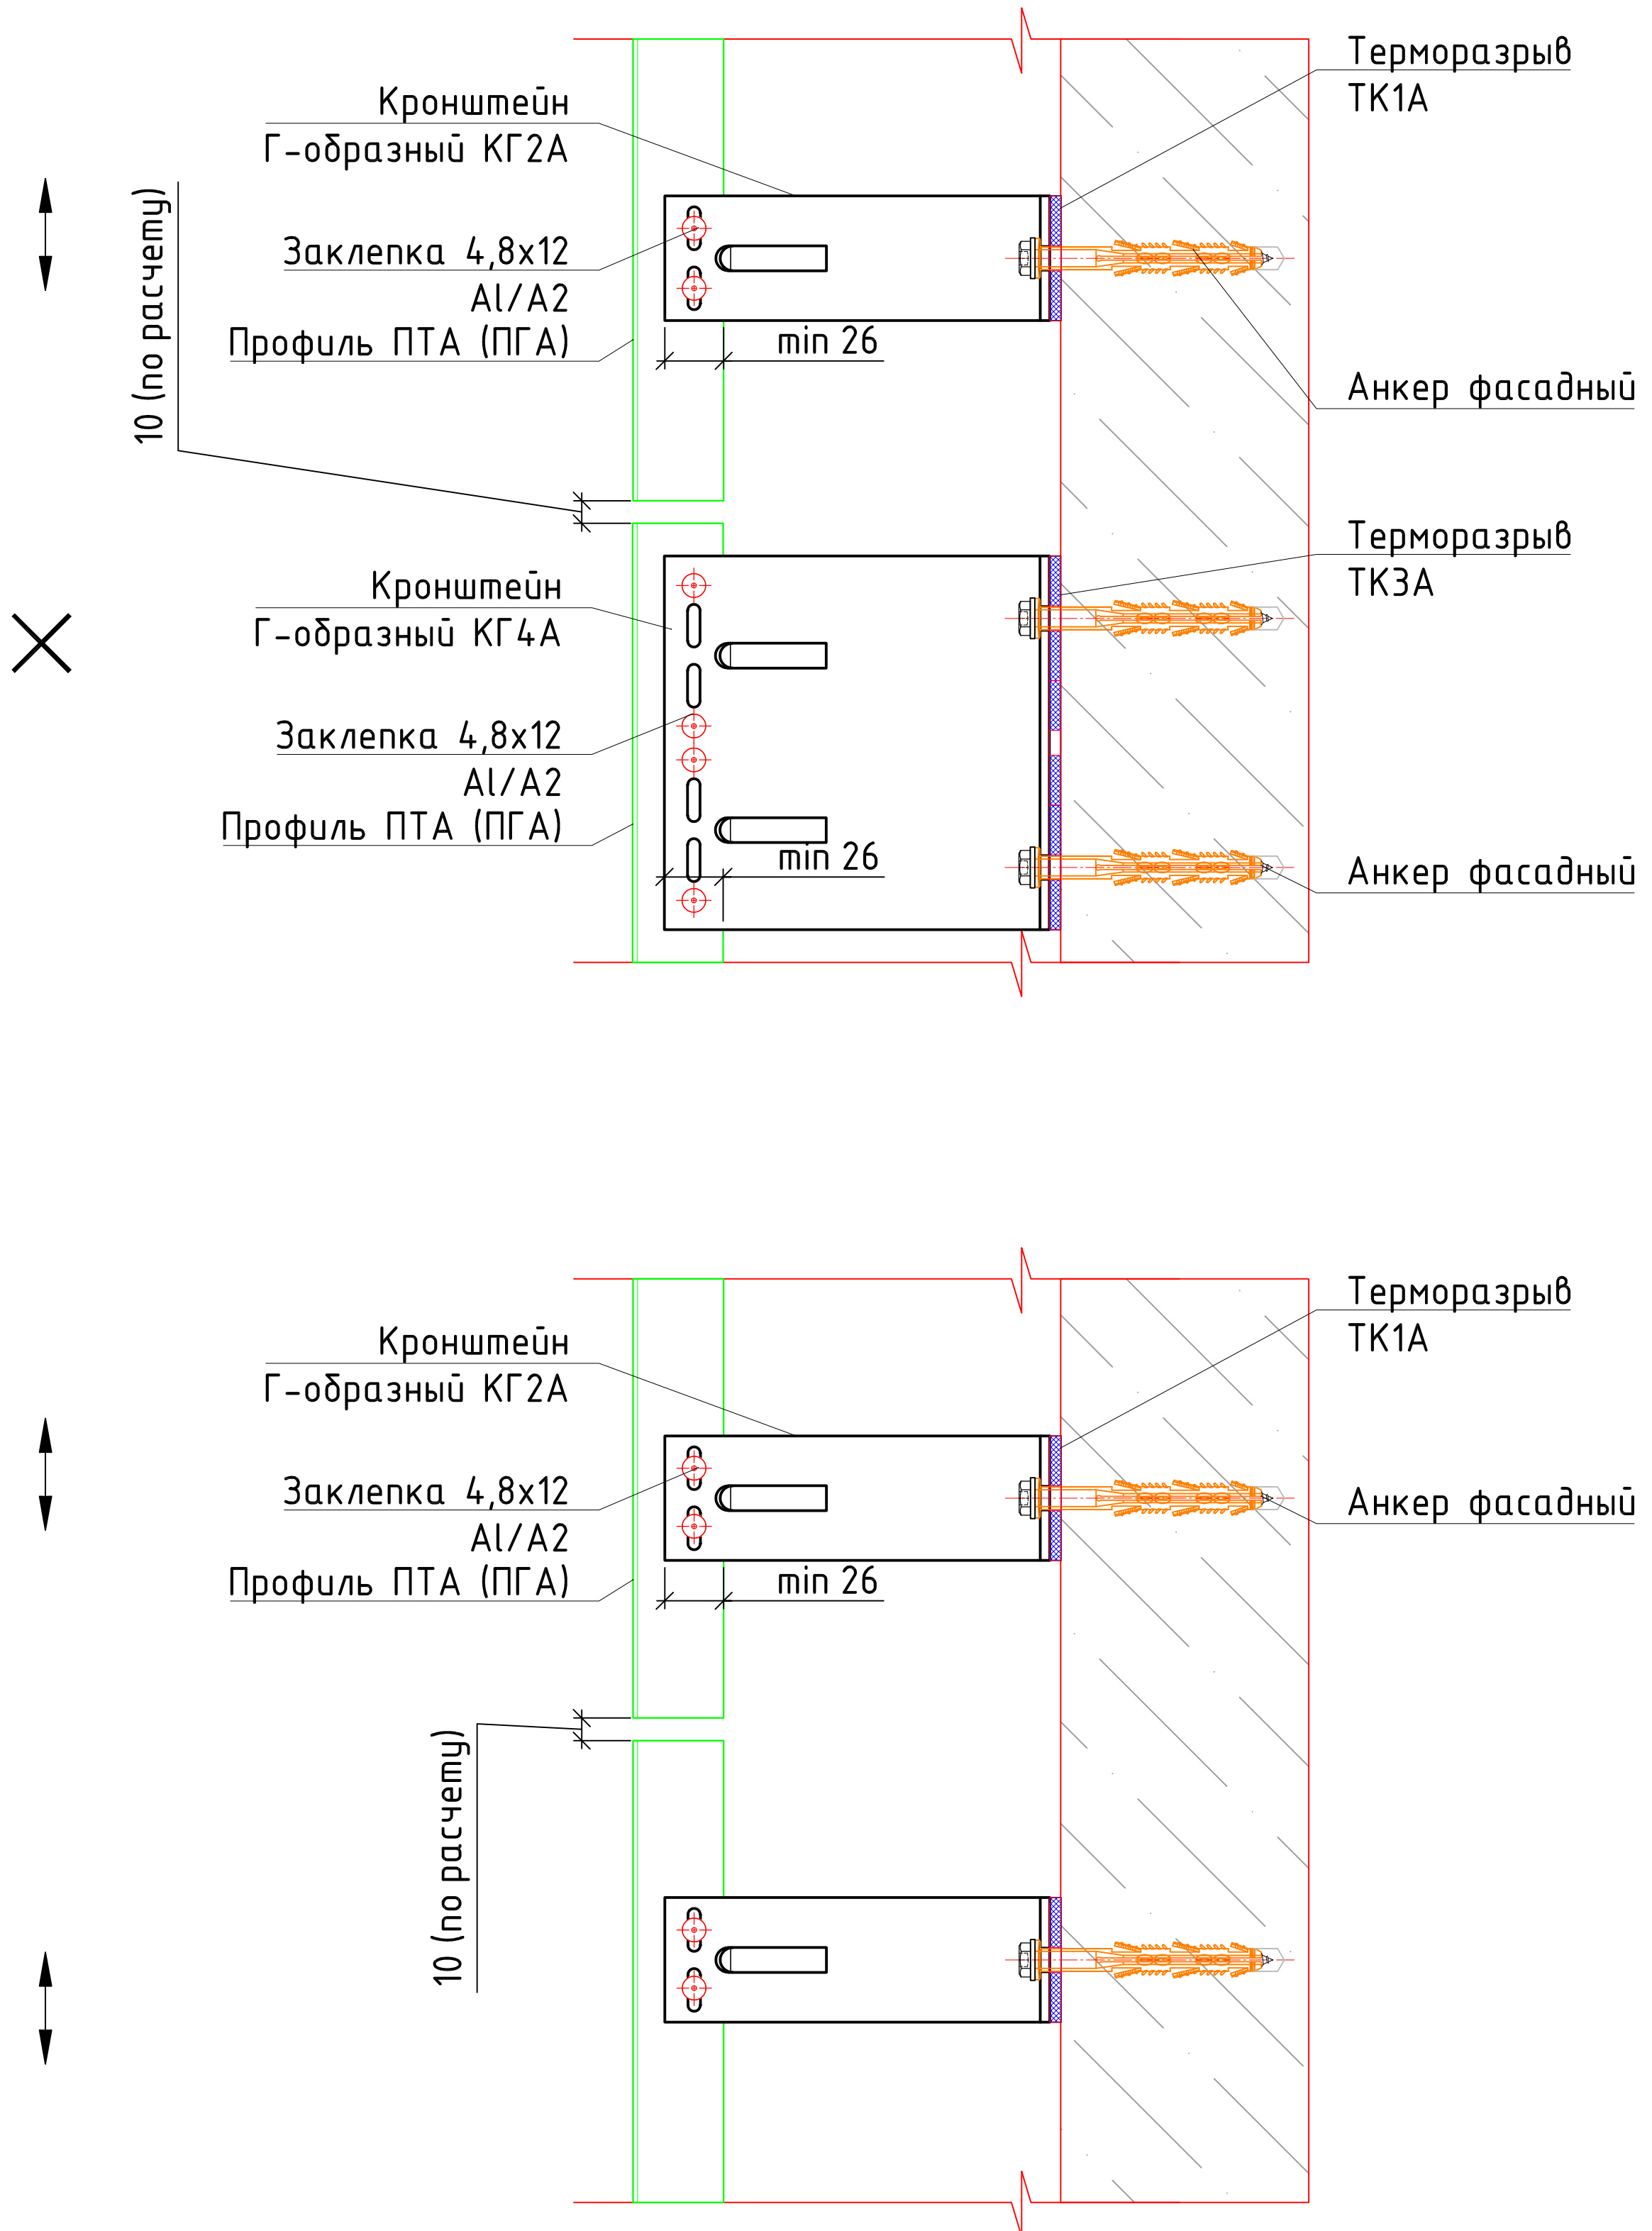 Терморазрыв
ТК1А
Кронштейн
Г-образный КГ2А
10 (по расчету)
Заклепка 4,8х12
Al/A2
Профиль ПТА (ПГА)
min 26
Анкер фасадный
Терморазрыв
ТК3А
Кронштейн
Г-образный КГ4А
Заклепка 4,8х12
Al/A2
Профиль ПТА (ПГА)
min 26
Анкер фасадный
Терморазрыв
ТК1А
Кронштейн
Г-образный КГ2А
Заклепка 4,8х12
Al/A2
Профиль ПТА (ПГА)
min 26
Анкер фасадный
10 (по расчету)